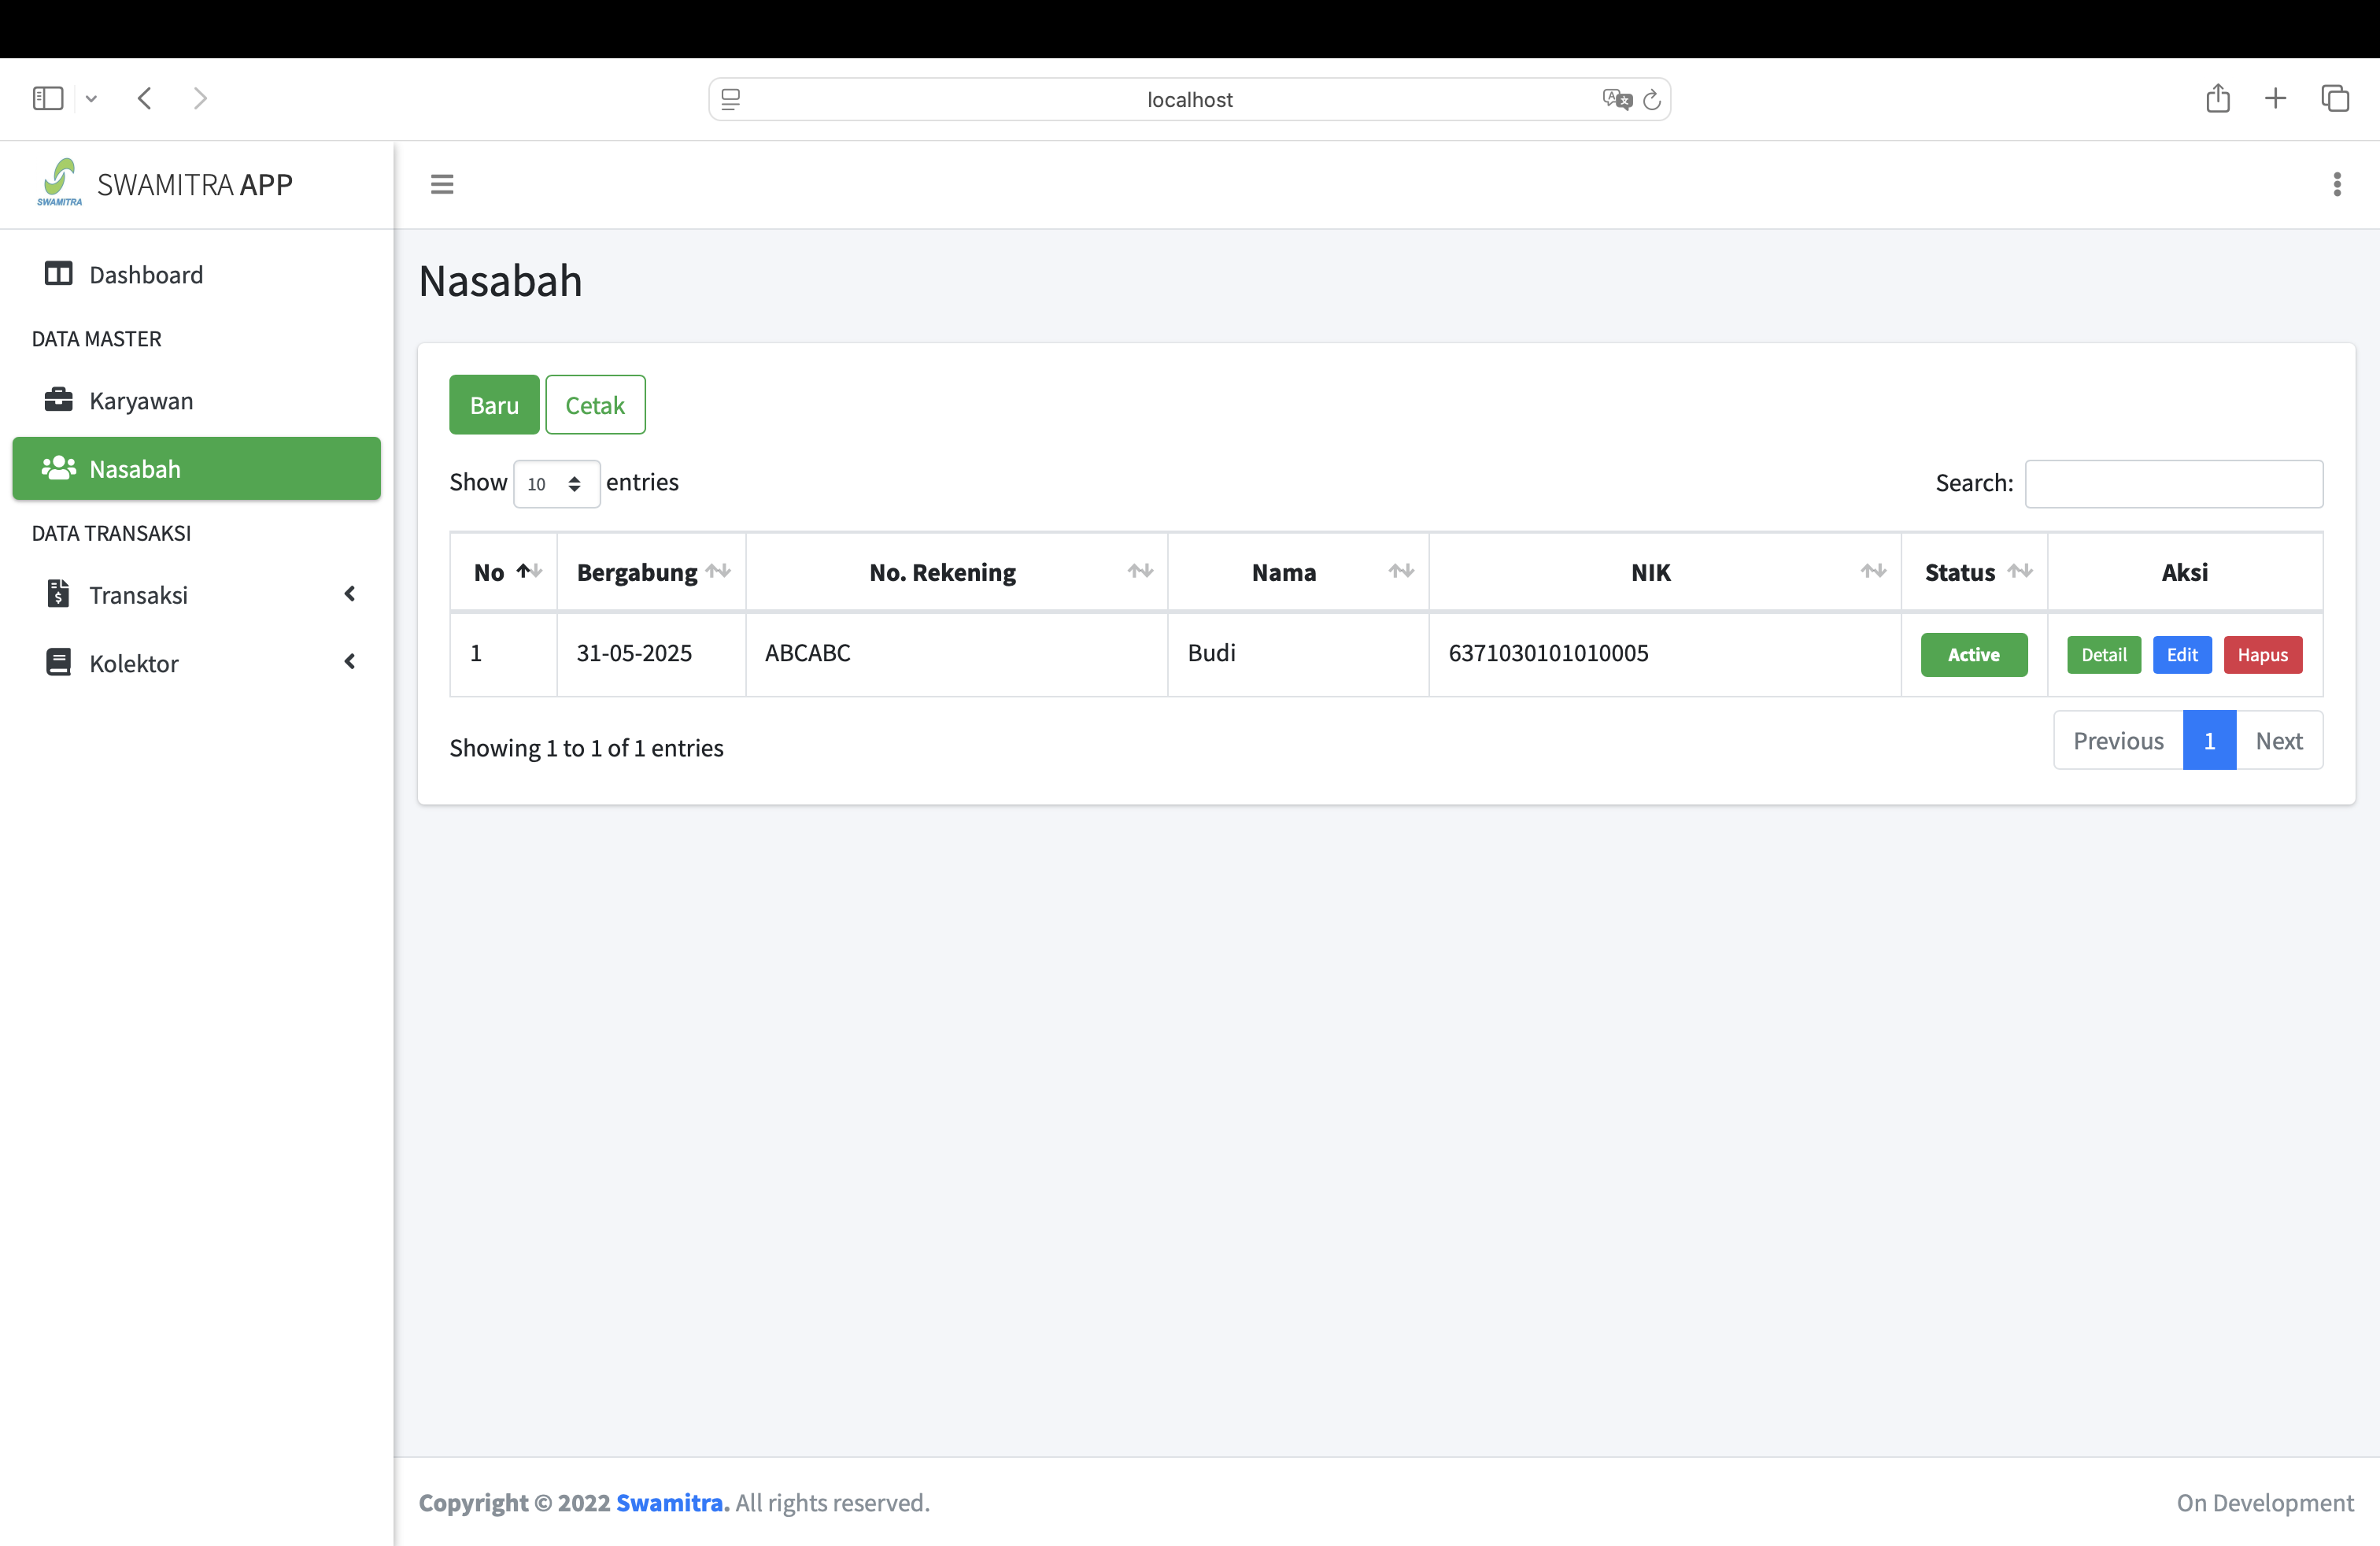 localhost
SWAMITRA
SWAMITRA APP
Dashboard
DATA MASTER
Karyawan
Nasabah
DATA TRANSAKSI
Transaksi
Kolektor
Nasabah
Baru Cetak
Show 10 entries
Search:
No Bergabung No. Rekening Nama NIK Status Aksi
1 31-05-2025 ABCABC Budi 6371030101010005 Active Detail Edit Hapus
Showing 1 to 1 of 1 entries
Previous 1 Next
Copyright © 2022 Swamitra. All rights reserved.
On Development